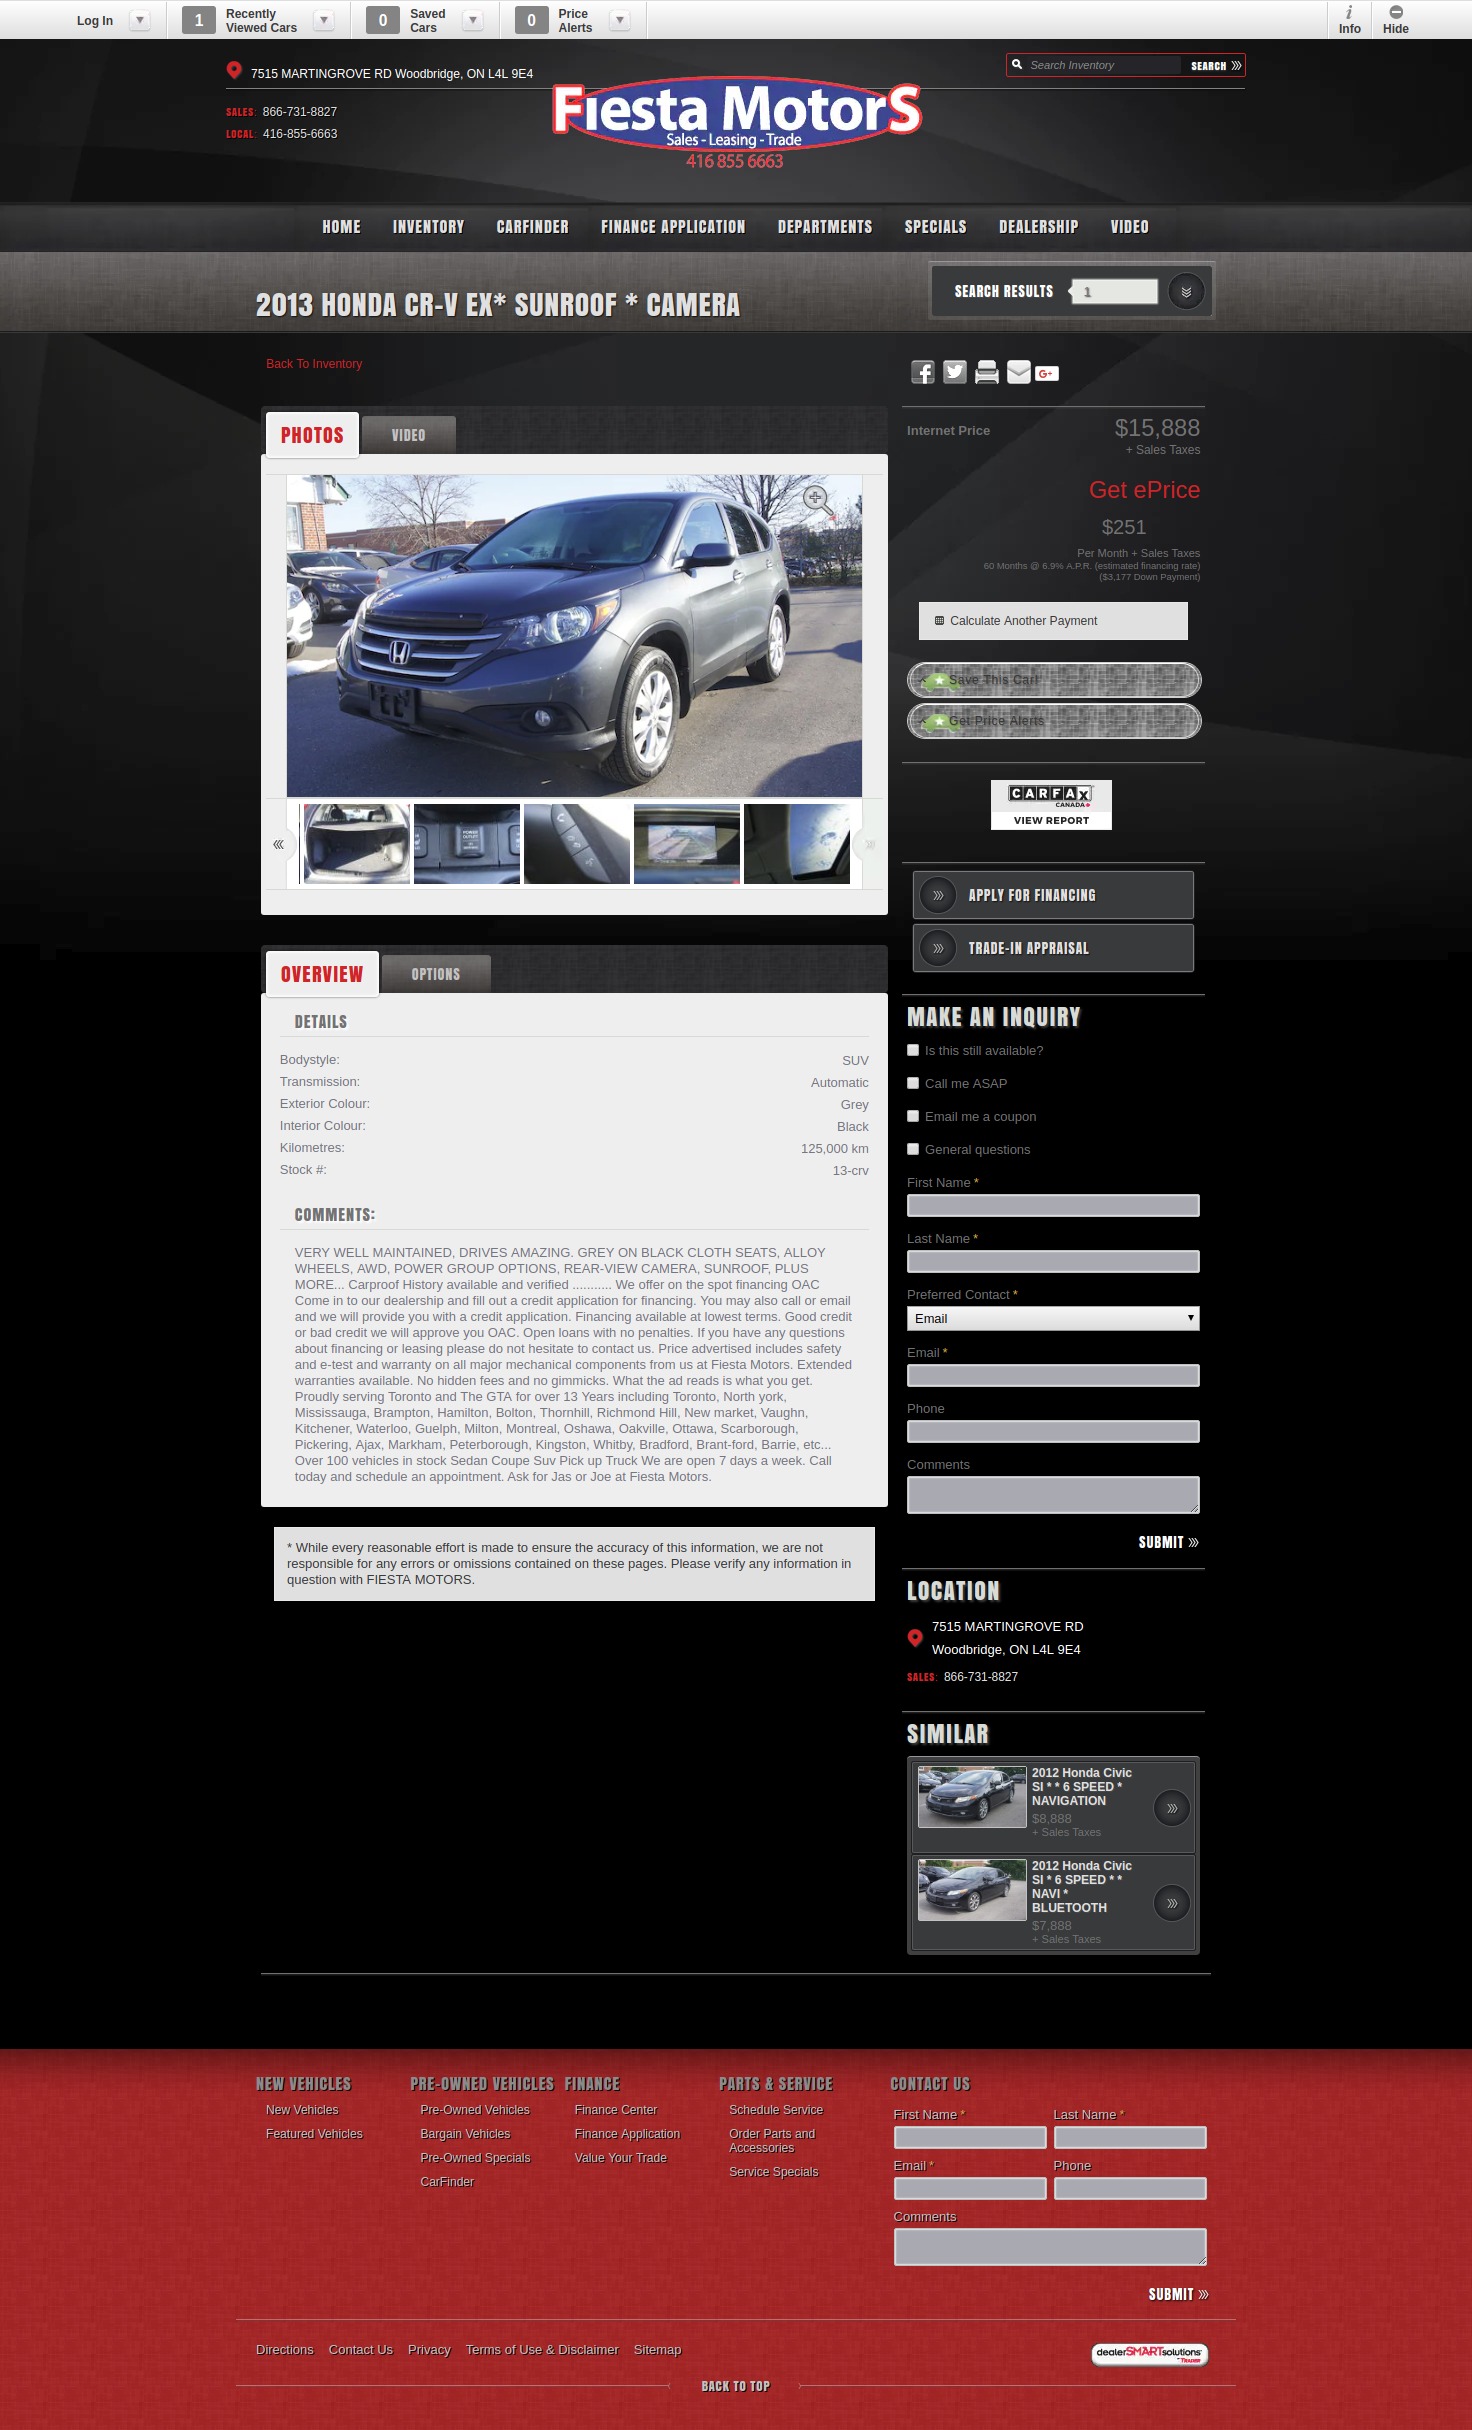 Log In
1
Recently
Viewed Cars
0
Saved
Cars
0
Price
Alerts
Info
Hide
7515 MARTINGROVE RD Woodbridge, ON L4L 9E4
Search Inventory
SEARCH
SALES: 866-731-8827
LOCAL: 416-855-6663
Fiesta MotorS
Sales - Leasing - Trade
416 855 6663
HOME
INVENTORY
CARFINDER
FINANCE APPLICATION
DEPARTMENTS
SPECIALS
DEALERSHIP
VIDEO
2013 HONDA CR-V EX* SUNROOF * CAMERA
SEARCH RESULTS
1
Back To Inventory
PHOTOS
VIDEO
Internet Price
$15,888
+ Sales Taxes
Get ePrice
$251
Per Month + Sales Taxes
60 Months @ 6.9% A.P.R. (estimated financing rate)
($3,177 Down Payment)
Calculate Another Payment
Save This Car!
Get Price Alerts
CARFAX
CANADA
VIEW REPORT
APPLY FOR FINANCING
TRADE-IN APPRAISAL
OVERVIEW
OPTIONS
DETAILS
Bodystyle: SUV
Transmission: Automatic
Exterior Colour: Grey
Interior Colour: Black
Kilometres: 125,000 km
Stock #: 13-crv
COMMENTS:
VERY WELL MAINTAINED, DRIVES AMAZING. GREY ON BLACK CLOTH SEATS, ALLOY
WHEELS, AWD, POWER GROUP OPTIONS, REAR-VIEW CAMERA, SUNROOF, PLUS
MORE... Carproof History available and verified ........... We offer on the spot financing OAC
Come in to our dealership and fill out a credit application for financing. You may also call or email
and we will provide you with a credit application. Financing available at lowest terms. Good credit
or bad credit we will approve you OAC. Open loans with no penalties. If you have any questions
about financing or leasing please do not hesitate to contact us. Price advertised includes safety
and e-test and warranty on all major mechanical components from us at Fiesta Motors. Extended
warranties available. No hidden fees and no gimmicks. What the ad reads is what you get.
Proudly serving Toronto and The GTA for over 13 Years including Toronto, North york,
Mississauga, Brampton, Hamilton, Bolton, Thornhill, Richmond Hill, New market, Vaughn,
Kitchener, Waterloo, Guelph, Milton, Montreal, Oshawa, Oakville, Ottawa, Scarborough,
Pickering, Ajax, Markham, Peterborough, Kingston, Whitby, Bradford, Brant-ford, Barrie, etc...
Over 100 vehicles in stock Sedan Coupe Suv Pick up Truck We are open 7 days a week. Call
today and schedule an appointment. Ask for Jas or Joe at Fiesta Motors.
* While every reasonable effort is made to ensure the accuracy of this information, we are not
responsible for any errors or omissions contained on these pages. Please verify any information in
question with FIESTA MOTORS.
MAKE AN INQUIRY
Is this still available?
Call me ASAP
Email me a coupon
General questions
First Name *
Last Name *
Preferred Contact *
Email
Email *
Phone
Comments
SUBMIT
LOCATION
7515 MARTINGROVE RD
Woodbridge, ON L4L 9E4
SALES: 866-731-8827
SIMILAR
2012 Honda Civic
SI * * 6 SPEED *
NAVIGATION
$8,888
+ Sales Taxes
2012 Honda Civic
SI * 6 SPEED * *
NAVI *
BLUETOOTH
$7,888
+ Sales Taxes
NEW VEHICLES
New Vehicles
Featured Vehicles
PRE-OWNED VEHICLES
Pre-Owned Vehicles
Bargain Vehicles
Pre-Owned Specials
CarFinder
FINANCE
Finance Center
Finance Application
Value Your Trade
PARTS & SERVICE
Schedule Service
Order Parts and
Accessories
Service Specials
CONTACT US
First Name *
Last Name *
Email *
Phone
Comments
SUBMIT
Directions
Contact Us
Privacy
Terms of Use & Disclaimer
Sitemap
dealerSMARTsolutions
BACK TO TOP